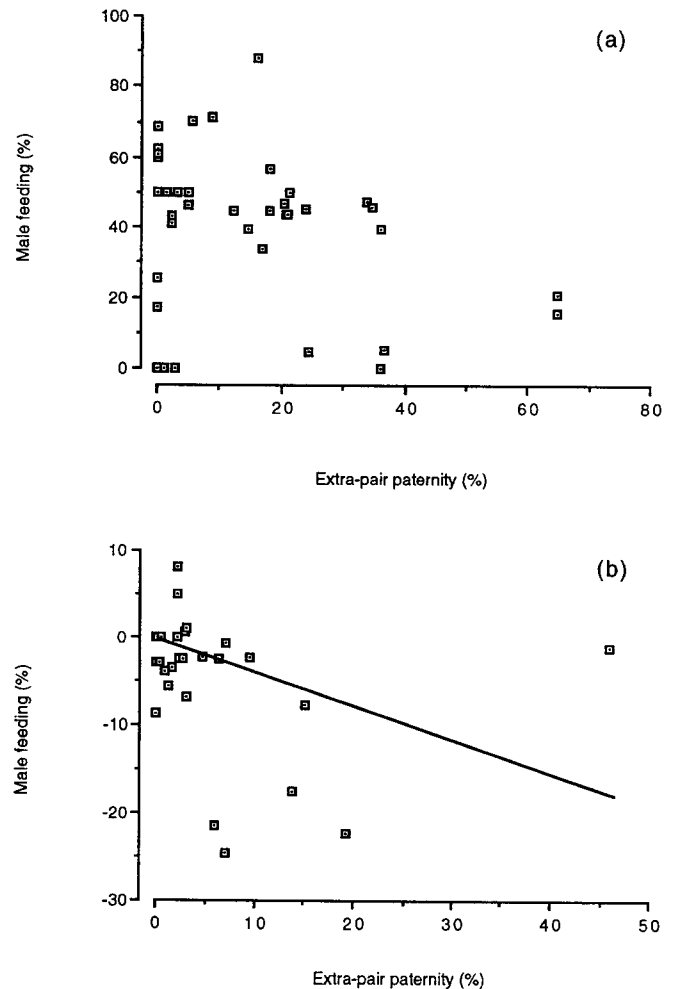 (a)
100
80
60
40
20
0
Male feeding (%)
0 20 40 60 80
Extra-pair paternity (%)
(b)
10
0
-10
-20
-30
Male feeding (%)
0 10 20 30 40 50
Extra-pair paternity (%)